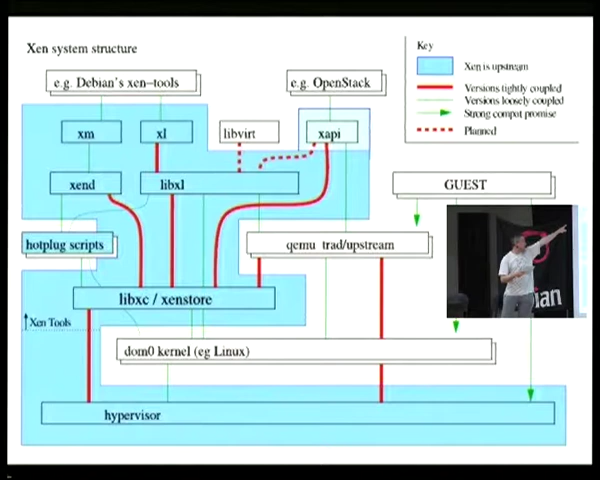 Xen system structure
Key
Xen is upstream
Versions tightly coupled
Versions loosely coupled
Strong compat promise
Planned
e.g. Debian's xen-tools
e.g. OpenStack
xm
xl
libvirt
xapi
xend
libxl
GUEST
hotplug scripts
qemu trad/upstream
libxc / xenstore
Xen Tools
dom0 kernel (eg Linux)
hypervisor
ian